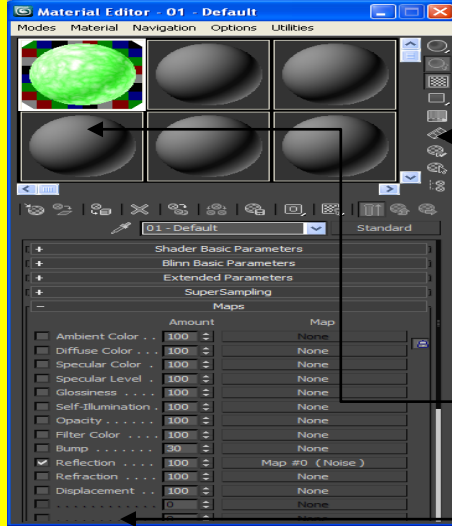 Material Editor - 01 - Default
Modes Material Navigation Options Utilities
01 - Default Standard
+ Shader Basic Parameters
+ Blinn Basic Parameters
+ Extended Parameters
+ SuperSampling
- Maps
Amount Map
Ambient Color . . 100 None
Diffuse Color . . . 100 None
Specular Color . 100 None
Specular Level . 100 None
Glossiness . . . . 100 None
Self-Illumination . 100 None
Opacity . . . . . . 100 None
Filter Color . . . . 100 None
Bump . . . . . . . 30 None
Reflection . . . . . 100 Map #0 ( Noise )
Refraction . . . . 100 None
Displacement . . 100 None
. . . . . . . . . . 0 None